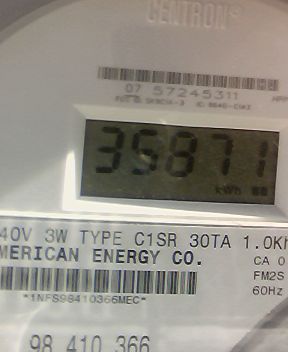 CENTRON®
07 57245311
35871
kWh
40V 3W TYPE C1SR 30TA 1.0Kh
MERICAN ENERGY CO.
CA 0
FM2S
60Hz
*1NFS98410366MEC*
98 410 366